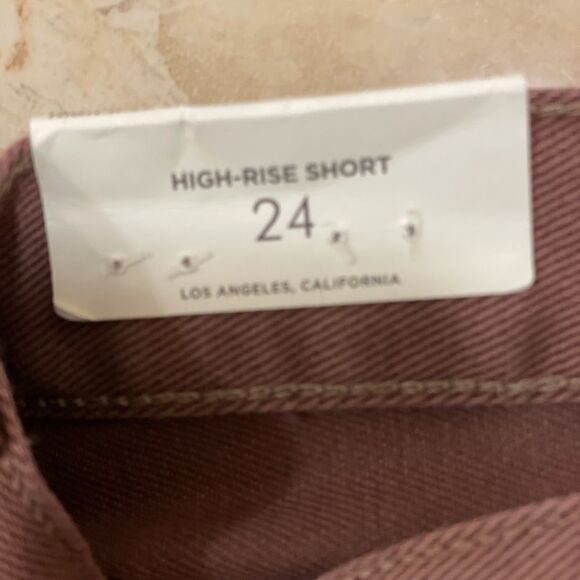 HIGH-RISE SHORT
24
LOS ANGELES, CALIFORNIA